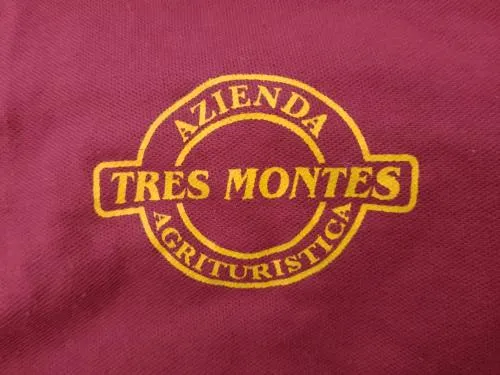 AZIENDA
TRES MONTES
AGRITURISTICA